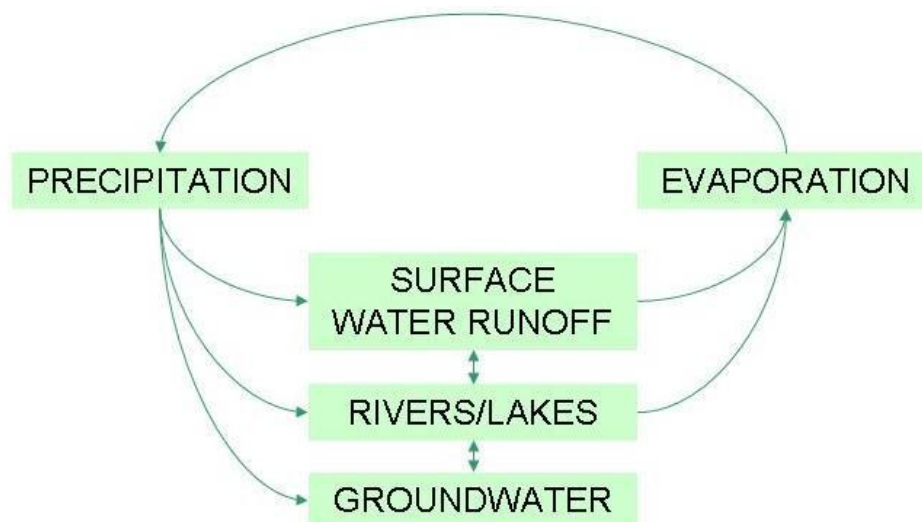 PRECIPITATION
EVAPORATION
SURFACE
WATER RUNOFF
RIVERS/LAKES
GROUNDWATER